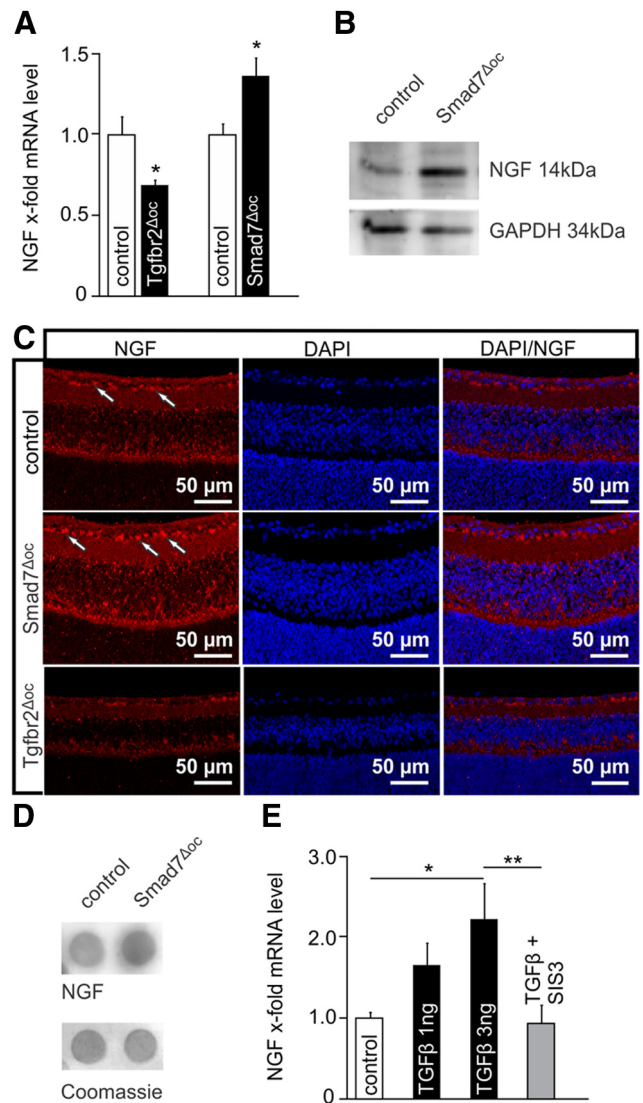 A
NGF x-fold mRNA level
1.5
1.0
0.5
0
*
*
control
Tgfbr2Δoc
control
Smad7Δoc
B
control
Smad7Δoc
NGF 14kDa
GAPDH 34kDa
C
NGF
DAPI
DAPI/NGF
control
50 µm
50 µm
50 µm
Smad7Δoc
50 µm
50 µm
50 µm
Tgfbr2Δoc
50 µm
50 µm
50 µm
D
control
Smad7Δoc
NGF
Coomassie
E
NGF x-fold mRNA level
3.0
2.0
1.0
0
*
**
control
TGFβ 1ng
TGFβ 3ng
TGFβ +
SIS3